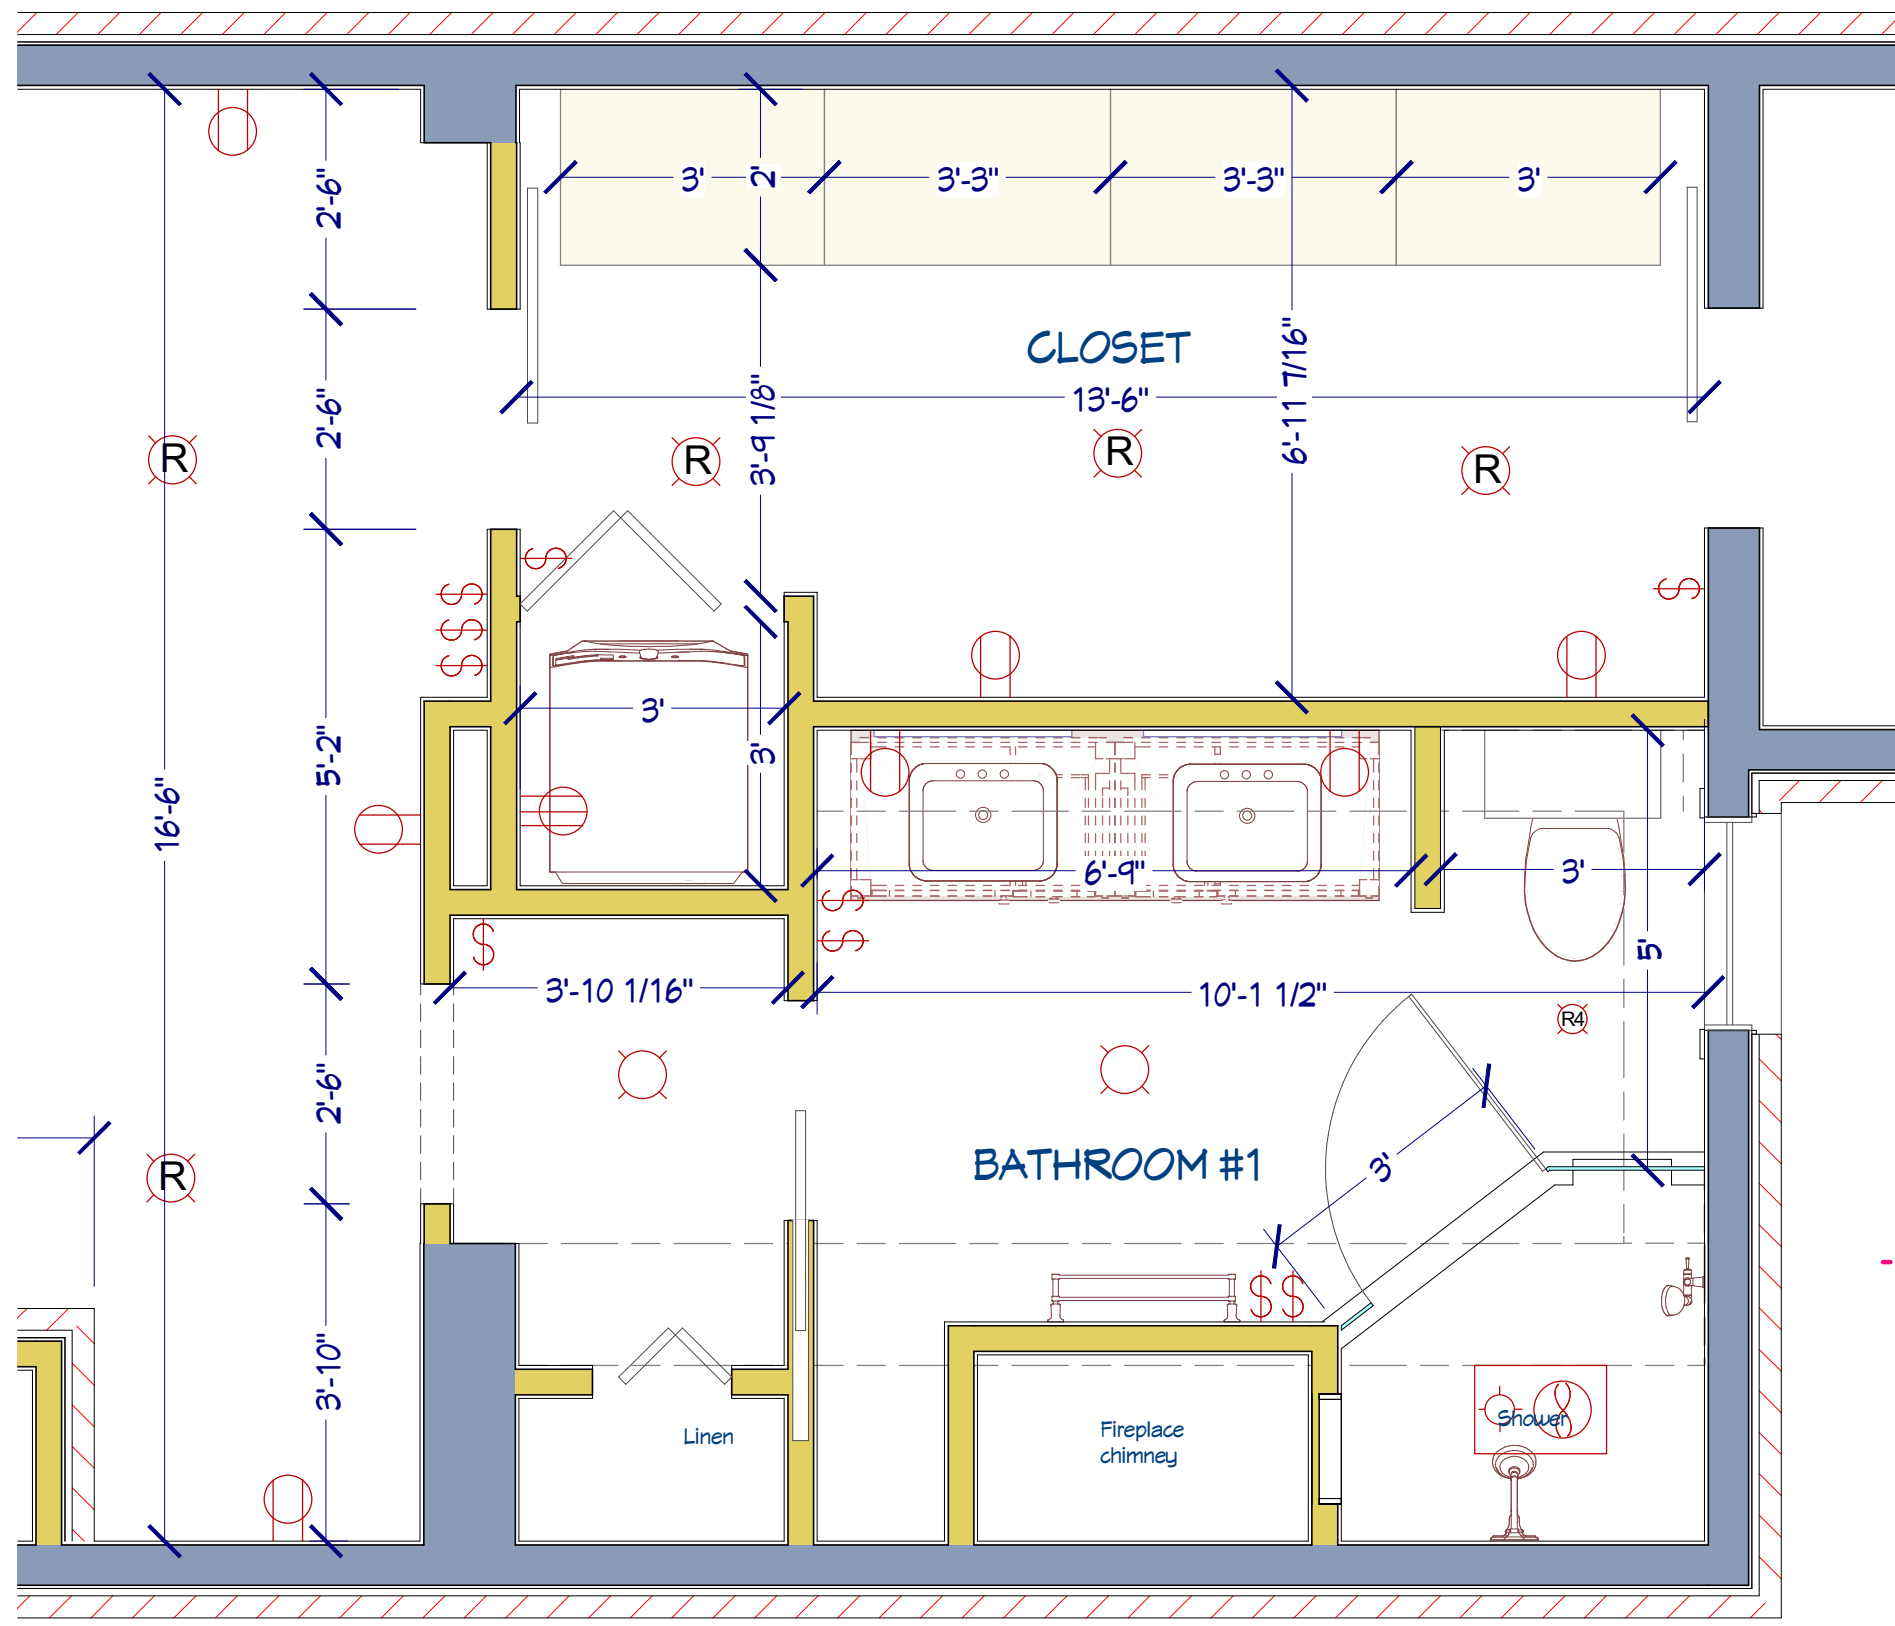 3'
2'
3'-3"
3'-3"
3'
2'-6"
CLOSET
13'-6"
6'-11 7/16"
3'-9 1/8"
2'-6"
R
R
R
R
$
$
$
$
$
3'
3'
5'-2"
16'-6"
6'-9"
3'
$
$
$
5'
3'-10 1/16"
10'-1 1/2"
R4
2'-6"
BATHROOM #1
3'
R
$$
3'-10"
Linen
Fireplace
chimney
Shower